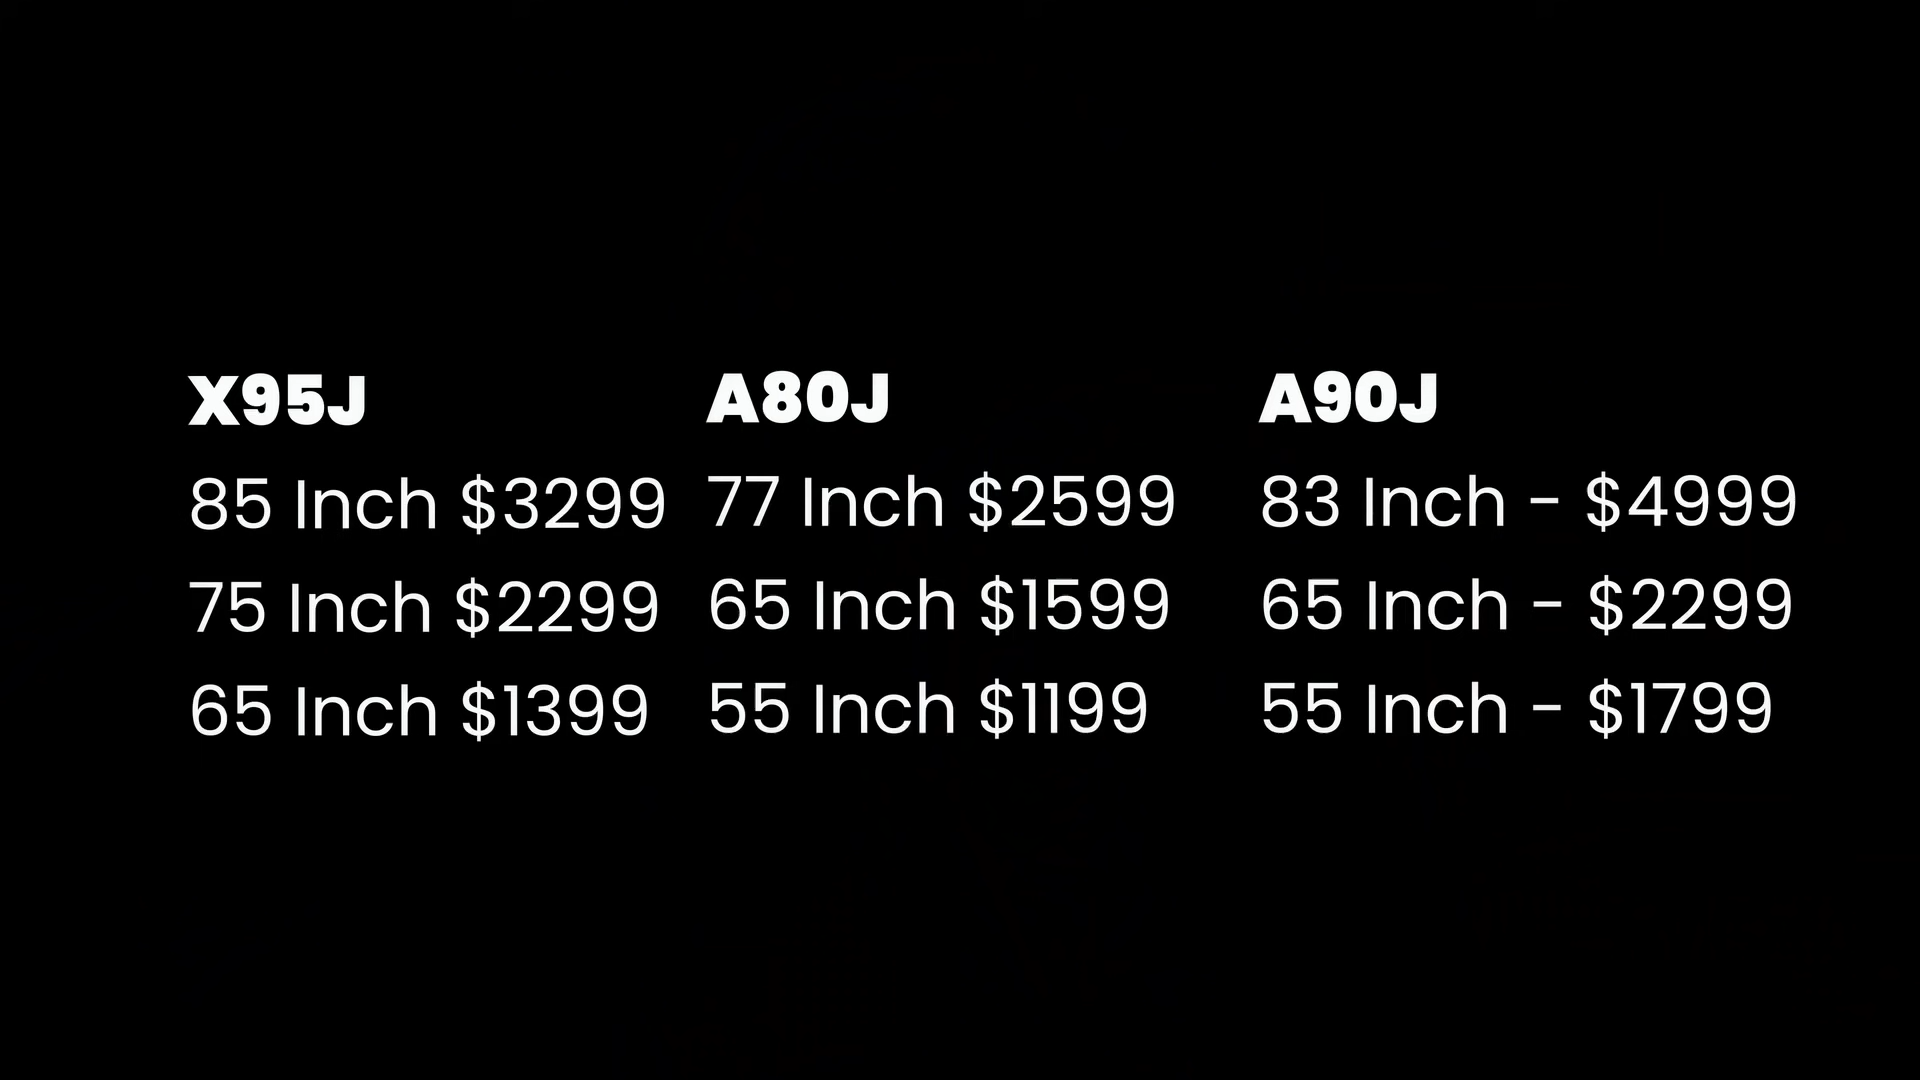 X95J
85 Inch $3299
75 Inch $2299
65 Inch $1399
A80J
77 Inch $2599
65 Inch $1599
55 Inch $1199
A90J
83 Inch - $4999
65 Inch - $2299
55 Inch - $1799